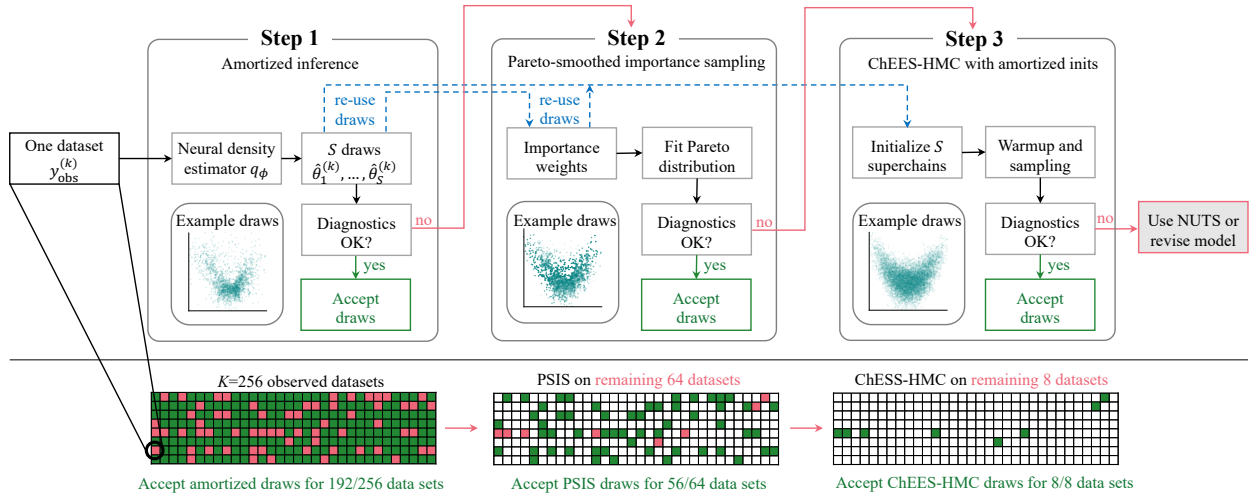 Step 1
Amortized inference
re-use
draws
One dataset
y_obs^(k)
Neural density
estimator q_ϕ
S draws
θ̂_1^(k), ..., θ̂_S^(k)
Example draws
Diagnostics
OK?
no
yes
Accept
draws
Step 2
Pareto-smoothed importance sampling
re-use
draws
Importance
weights
Fit Pareto
distribution
Example draws
Diagnostics
OK?
no
yes
Accept
draws
Step 3
ChEES-HMC with amortized inits
Initialize S
superchains
Warmup and
sampling
Example draws
Diagnostics
OK?
no
yes
Accept
draws
Use NUTS or
revise model
K=256 observed datasets
Accept amortized draws for 192/256 data sets
PSIS on remaining 64 datasets
Accept PSIS draws for 56/64 data sets
ChESS-HMC on remaining 8 datasets
Accept ChEES-HMC draws for 8/8 data sets